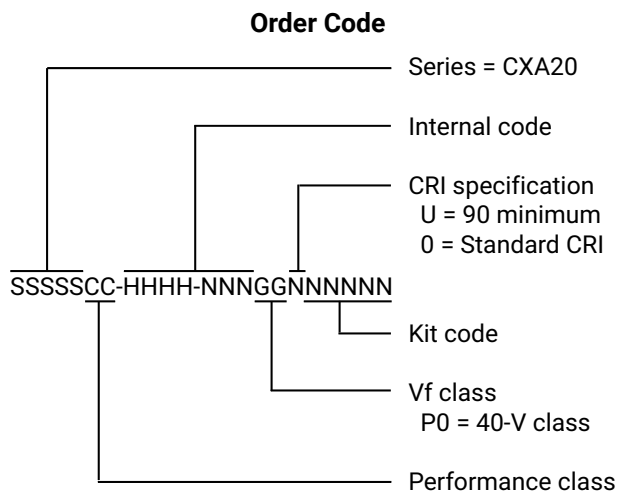 Order Code
Series = CXA20
Internal code
CRI specification
U = 90 minimum
0 = Standard CRI
SSSSSCC-HHHH-NNNGGNNNNNN
Kit code
Vf class
P0 = 40-V class
Performance class